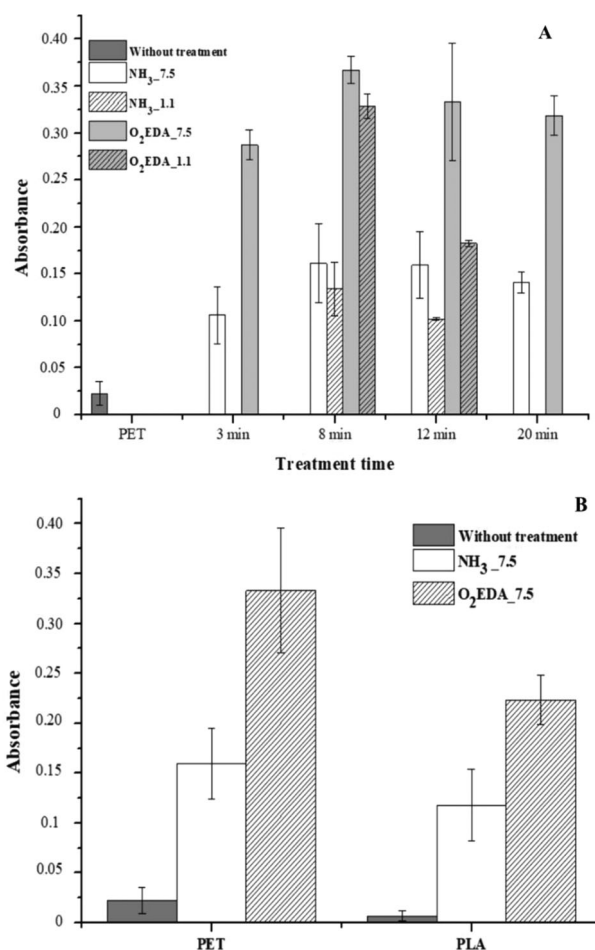 A
0.40
0.35
0.30
0.25
0.20
0.15
0.10
0.05
0
Absorbance
Without treatment
NH₃_7.5
NH₃_1.1
O₂EDA_7.5
O₂EDA_1.1
PET 3 min 8 min 12 min 20 min
Treatment time
B
0.40
0.35
0.30
0.25
0.20
0.15
0.10
0.05
0
Absorbance
Without treatment
NH₃_7.5
O₂EDA_7.5
PET PLA